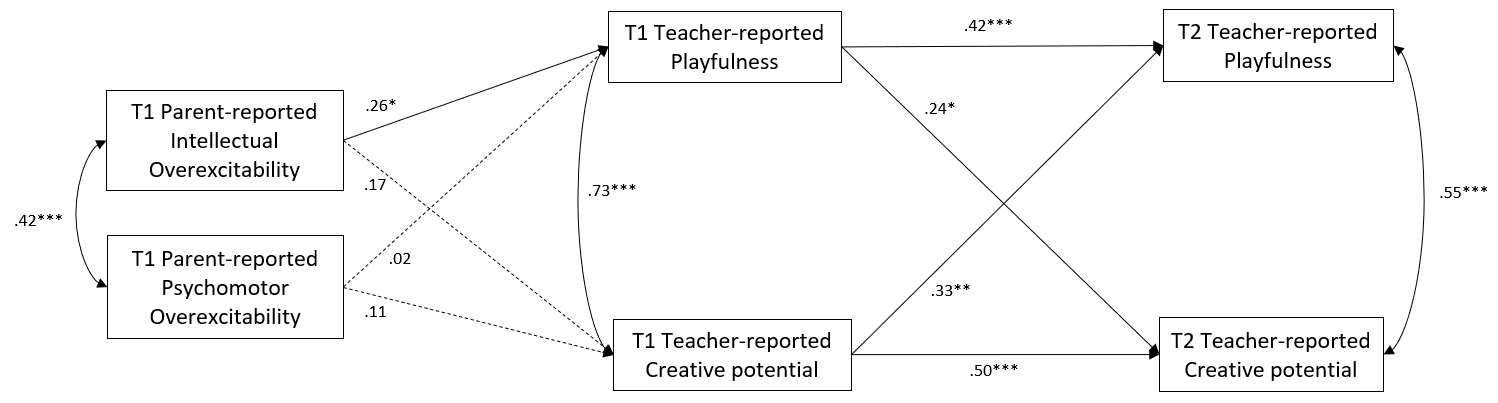 T1 Parent-reported
Intellectual
Overexcitability
T1 Parent-reported
Psychomotor
Overexcitability
.42***
.26*
.17
.02
.11
T1 Teacher-reported
Playfulness
.73***
T1 Teacher-reported
Creative potential
.42***
.24*
.33**
.50***
T2 Teacher-reported
Playfulness
.55***
T2 Teacher-reported
Creative potential